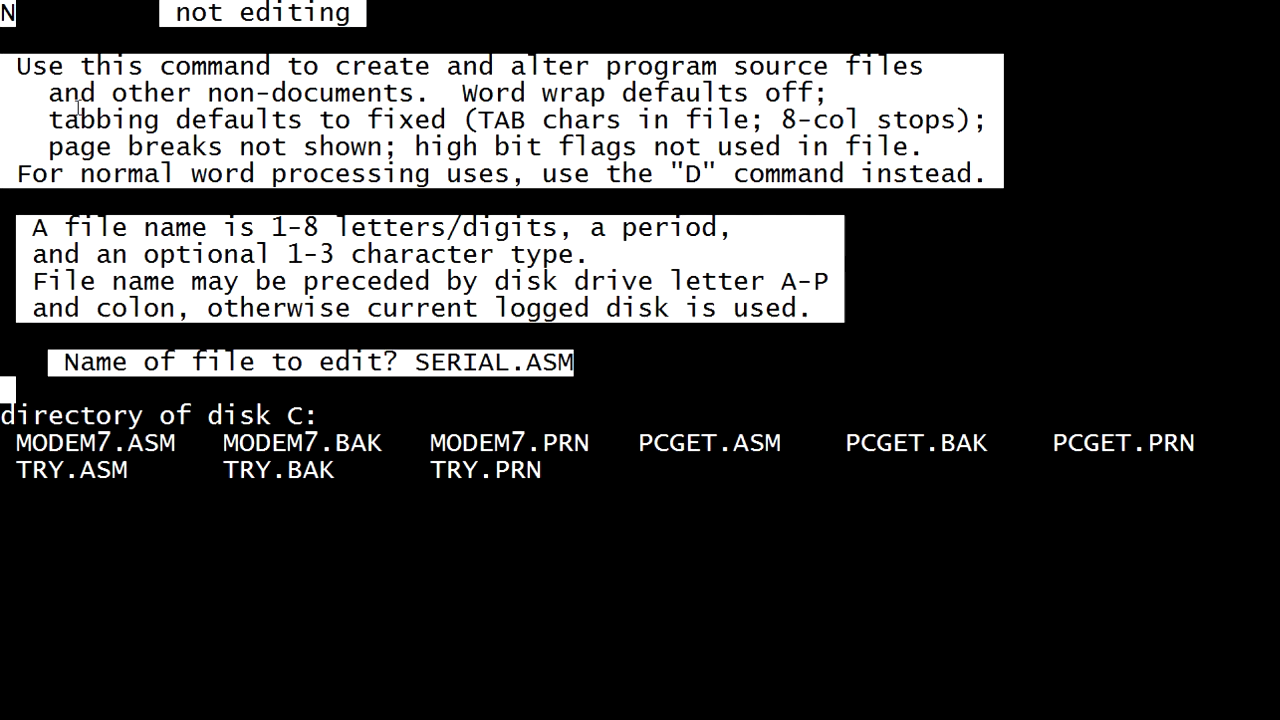 N not editing
Use this command to create and alter program source files
and other non-documents. Word wrap defaults off;
tabbing defaults to fixed (TAB chars in file; 8-col stops);
page breaks not shown; high bit flags not used in file.
For normal word processing uses, use the "D" command instead.
A file name is 1-8 letters/digits, a period,
and an optional 1-3 character type.
File name may be preceded by disk drive letter A-P
and colon, otherwise current logged disk is used.
Name of file to edit? SERIAL.ASM
directory of disk C:
MODEM7.ASM MODEM7.BAK MODEM7.PRN PCGET.ASM PCGET.BAK PCGET.PRN
TRY.ASM TRY.BAK TRY.PRN